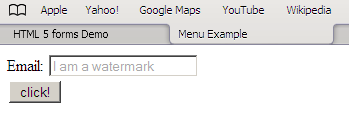 Apple Yahoo! Google Maps YouTube Wikipedia
HTML 5 forms Demo Menu Example
Email: I am a watermark
click!